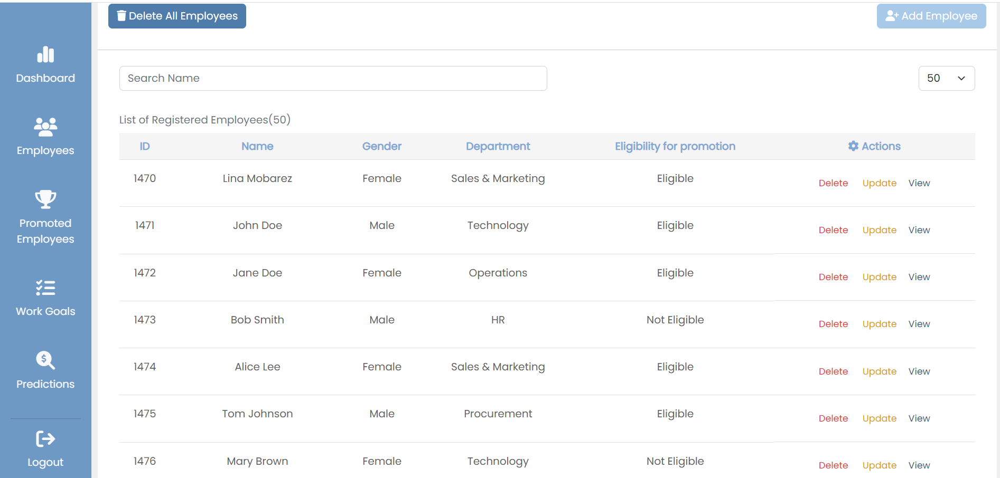 Delete All Employees
Add Employee
Dashboard
Employees
Promoted
Employees
Work Goals
Predictions
Logout
Search Name
50
List of Registered Employees(50)
ID Name Gender Department Eligibility for promotion Actions
1470 Lina Mobarez Female Sales & Marketing Eligible Delete Update View
1471 John Doe Male Technology Eligible Delete Update View
1472 Jane Doe Female Operations Eligible Delete Update View
1473 Bob Smith Male HR Not Eligible Delete Update View
1474 Alice Lee Female Sales & Marketing Eligible Delete Update View
1475 Tom Johnson Male Procurement Eligible Delete Update View
1476 Mary Brown Female Technology Not Eligible Delete Update View